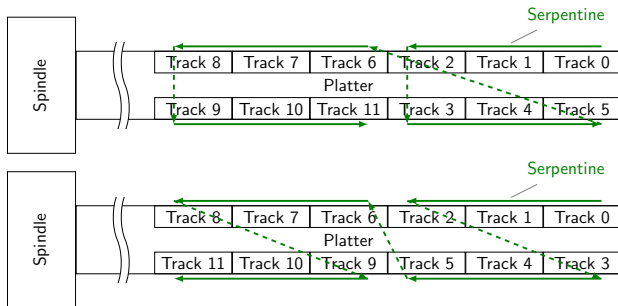 Serpentine
Spindle
Track 8 Track 7 Track 6 Track 2 Track 1 Track 0
Platter
Track 9 Track 10 Track 11 Track 3 Track 4 Track 5
Serpentine
Spindle
Track 8 Track 7 Track 6 Track 2 Track 1 Track 0
Platter
Track 11 Track 10 Track 9 Track 5 Track 4 Track 3